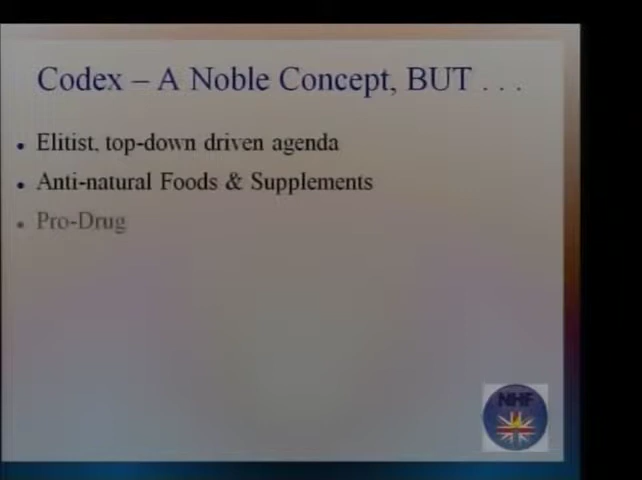 Codex – A Noble Concept, BUT . . .
• Elitist, top-down driven agenda
• Anti-natural Foods & Supplements
• Pro-Drug
NHF